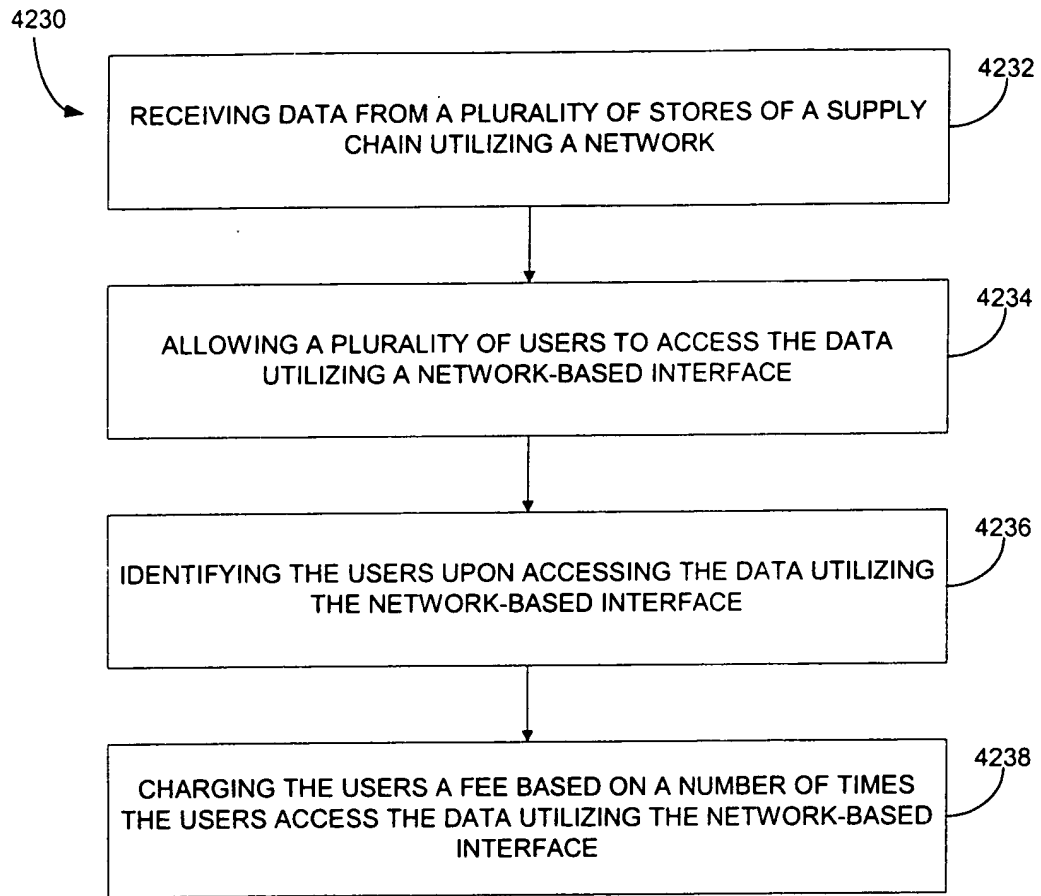 4230
4232
RECEIVING DATA FROM A PLURALITY OF STORES OF A SUPPLY
CHAIN UTILIZING A NETWORK
4234
ALLOWING A PLURALITY OF USERS TO ACCESS THE DATA
UTILIZING A NETWORK-BASED INTERFACE
4236
IDENTIFYING THE USERS UPON ACCESSING THE DATA UTILIZING
THE NETWORK-BASED INTERFACE
4238
CHARGING THE USERS A FEE BASED ON A NUMBER OF TIMES
THE USERS ACCESS THE DATA UTILIZING THE NETWORK-BASED
INTERFACE